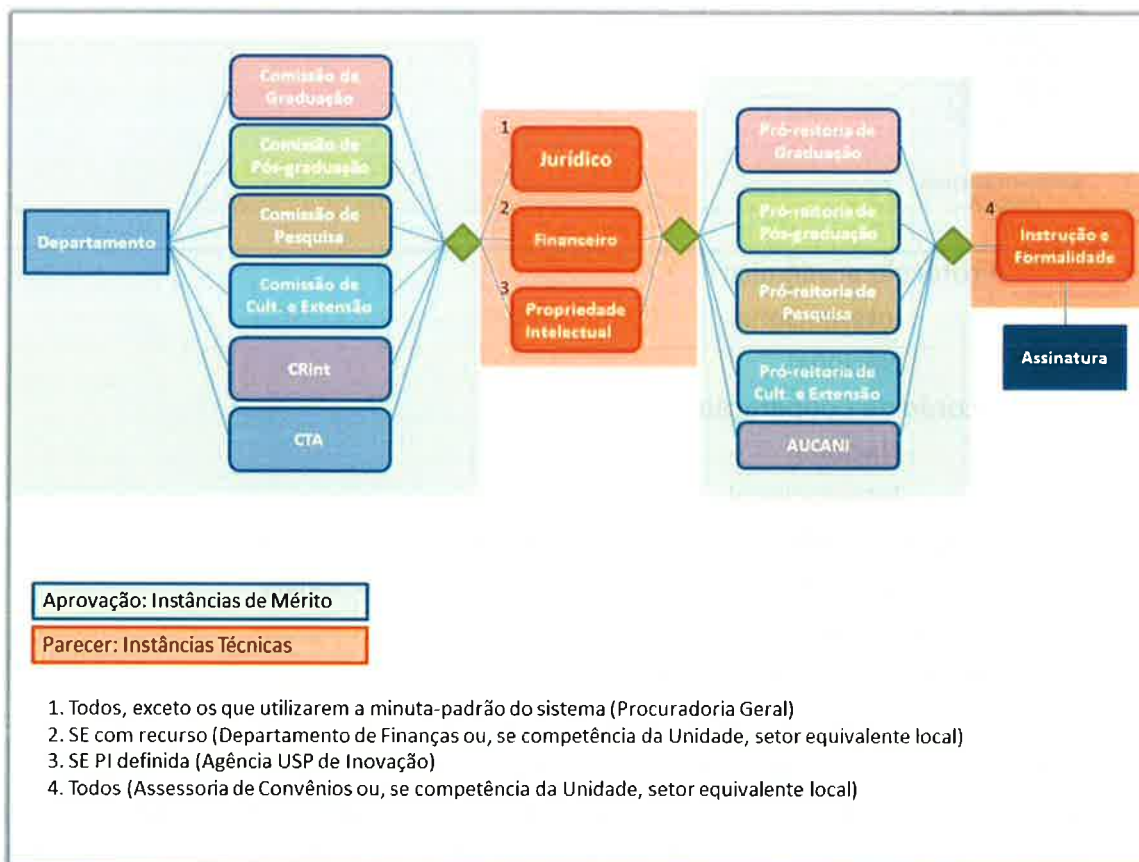 Departamento
Comissão de
Graduação
Comissão de
Pós-graduação
Comissão de
Pesquisa
Comissão de
Cult. e Extensão
CRInt
CTA
1
Jurídico
2
Financeiro
3
Propriedade
Intelectual
Pró-reitoria de
Graduação
Pró-reitoria de
Pós-graduação
Pró-reitoria de
Pesquisa
Pró-reitoria de
Cult. e Extensão
AUCANI
4
Instrução e
Formalidade
Assinatura
Aprovação: Instâncias de Mérito
Parecer: Instâncias Técnicas
1. Todos, exceto os que utilizarem a minuta-padrão do sistema (Procuradoria Geral)
2. SE com recurso (Departamento de Finanças ou, se competência da Unidade, setor equivalente local)
3. SE PI definida (Agência USP de Inovação)
4. Todos (Assessoria de Convênios ou, se competência da Unidade, setor equivalente local)